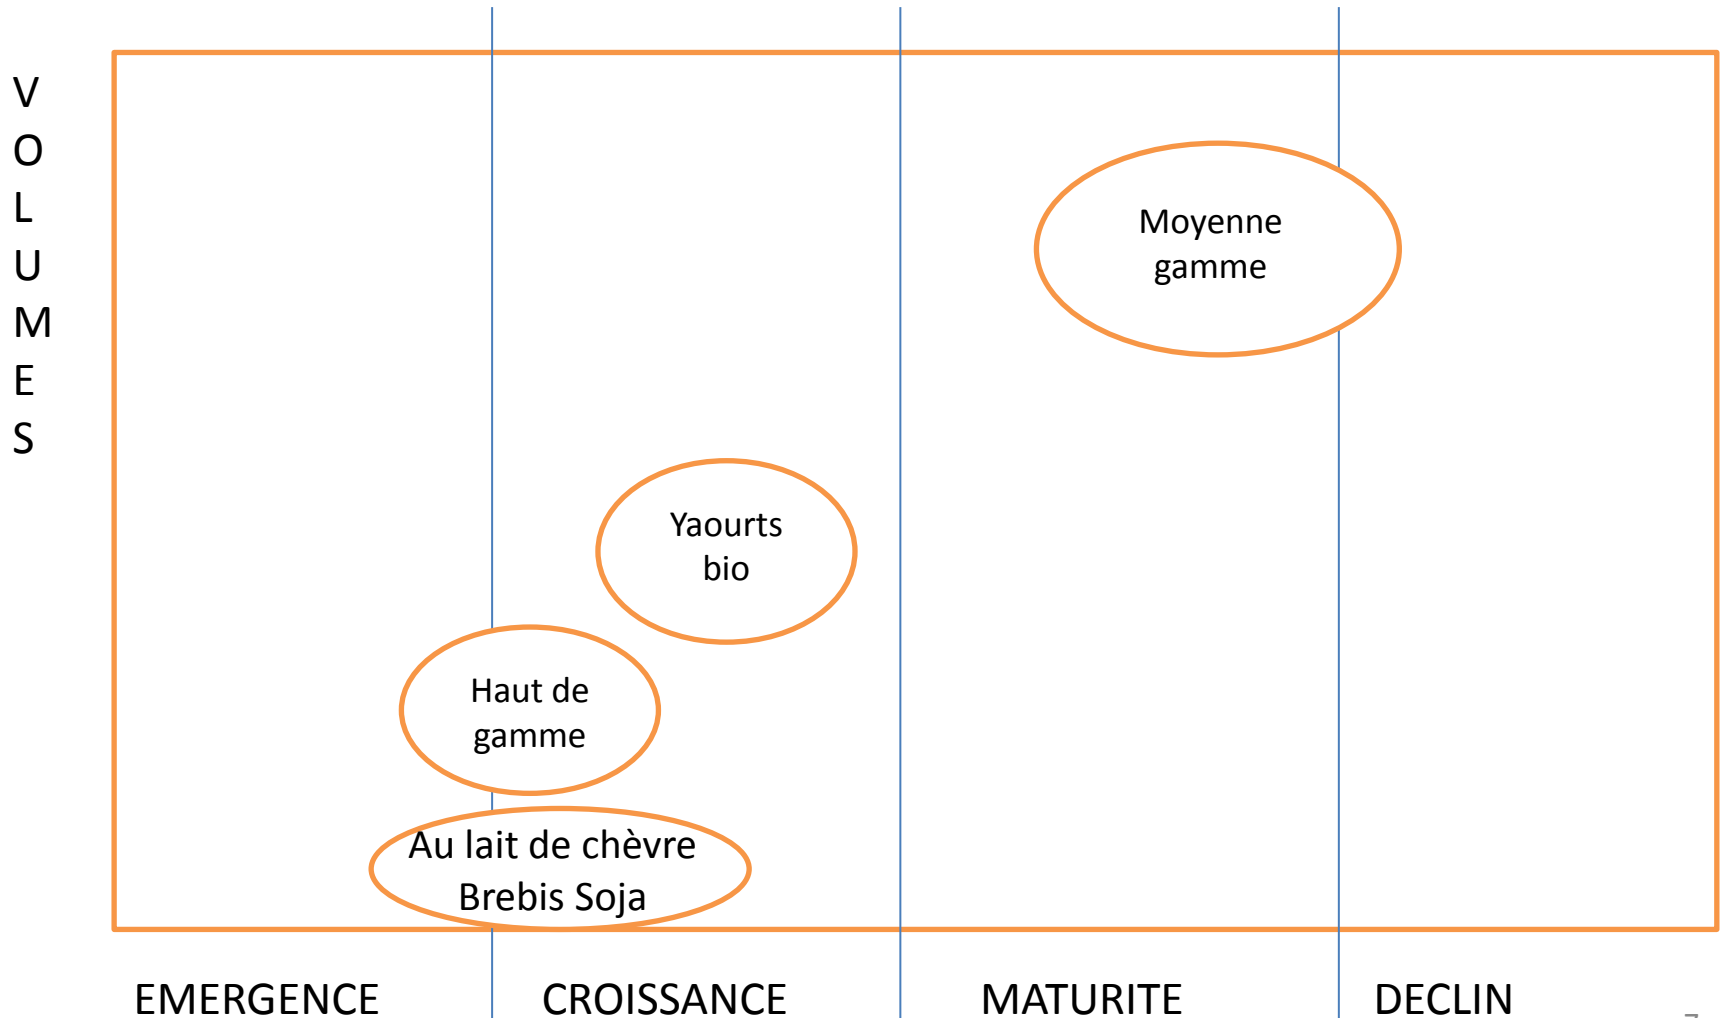 V
O
L
U
M
E
S
Moyenne
gamme
Yaourts
bio
Haut de
gamme
Au lait de chèvre
Brebis Soja
EMERGENCE
CROISSANCE
MATURITE
DECLIN